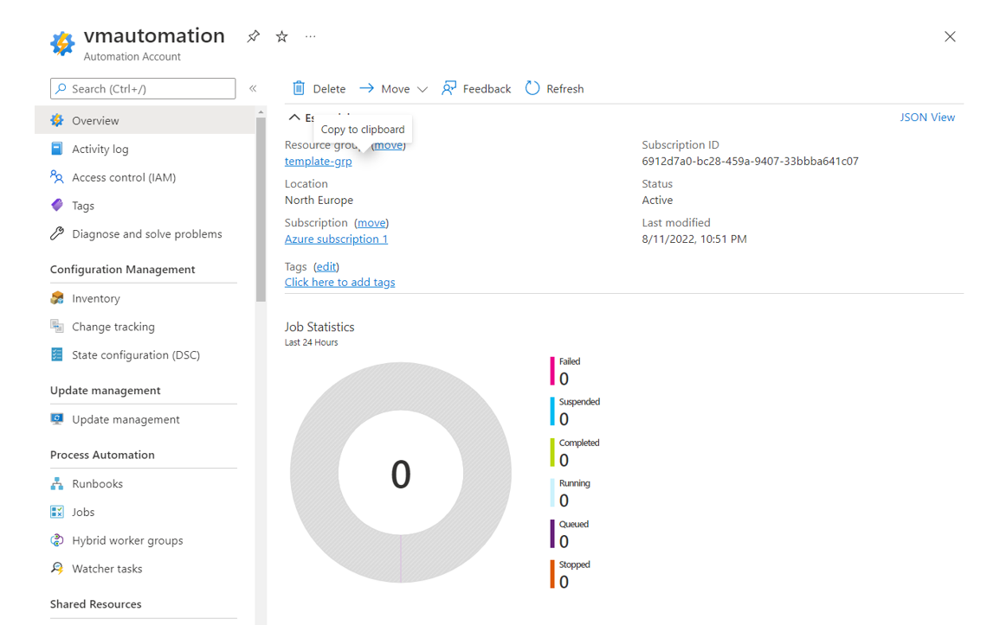 vmautomation
Automation Account
Search (Ctrl+/)
Overview
Activity log
Access control (IAM)
Tags
Diagnose and solve problems
Configuration Management
Inventory
Change tracking
State configuration (DSC)
Update management
Update management
Process Automation
Runbooks
Jobs
Hybrid worker groups
Watcher tasks
Shared Resources
Delete Move Feedback Refresh
JSON View
Copy to clipboard
Resource group (move)
template-grp
Location
North Europe
Subscription (move)
Azure subscription 1
Tags (edit)
Click here to add tags
Subscription ID
6912d7a0-bc28-459a-9407-33bbba641c07
Status
Active
Last modified
8/11/2022, 10:51 PM
Job Statistics
Last 24 Hours
0
Failed
0
Suspended
0
Completed
0
Running
0
Queued
0
Stopped
0